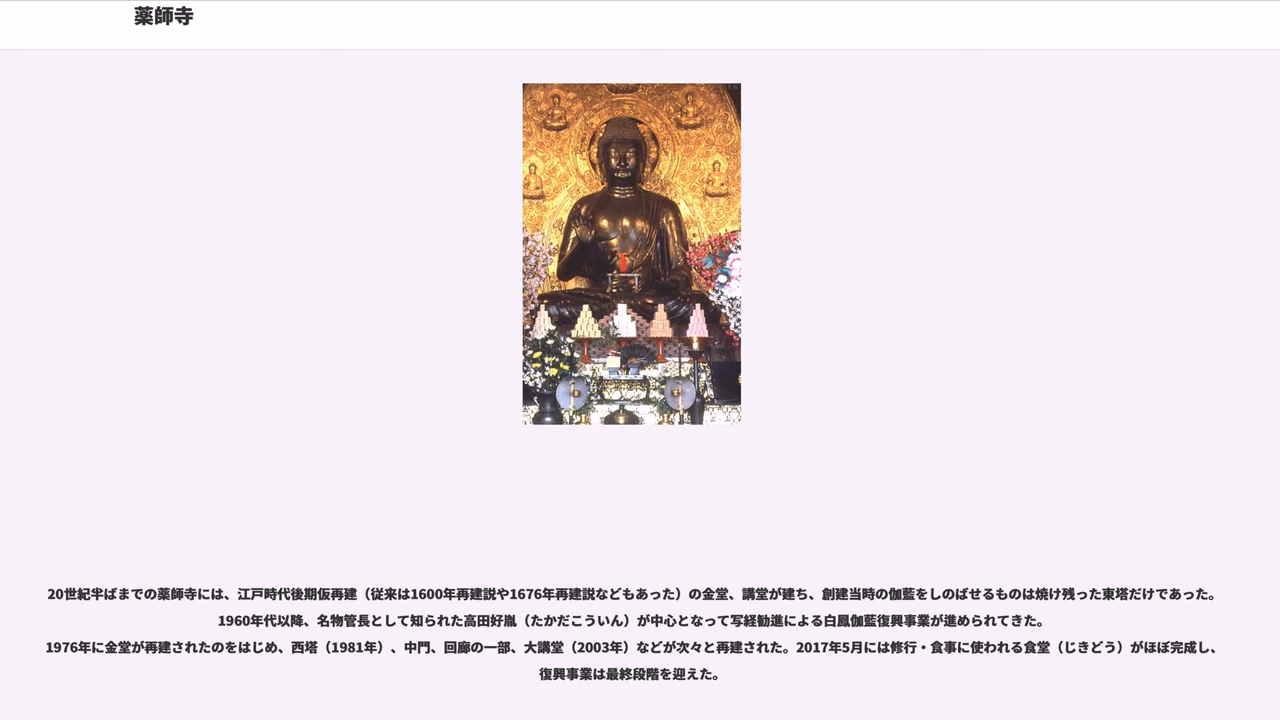 薬師寺
20世紀半ばまでの薬師寺には、江戸時代後期仮再建（従来は1600年再建説や1676年再建説などもあった）の金堂、講堂が建ち、創建当時の伽藍をしのばせるものは焼け残った東塔だけであった。
1960年代以降、名物管長として知られた高田好胤（たかだこういん）が中心となって写経勧進による白鳳伽藍復興事業が進められてきた。
1976年に金堂が再建されたのをはじめ、西塔（1981年）、中門、回廊の一部、大講堂（2003年）などが次々と再建された。2017年5月には修行・食事に使われる食堂（じきどう）がほぼ完成し、
復興事業は最終段階を迎えた。